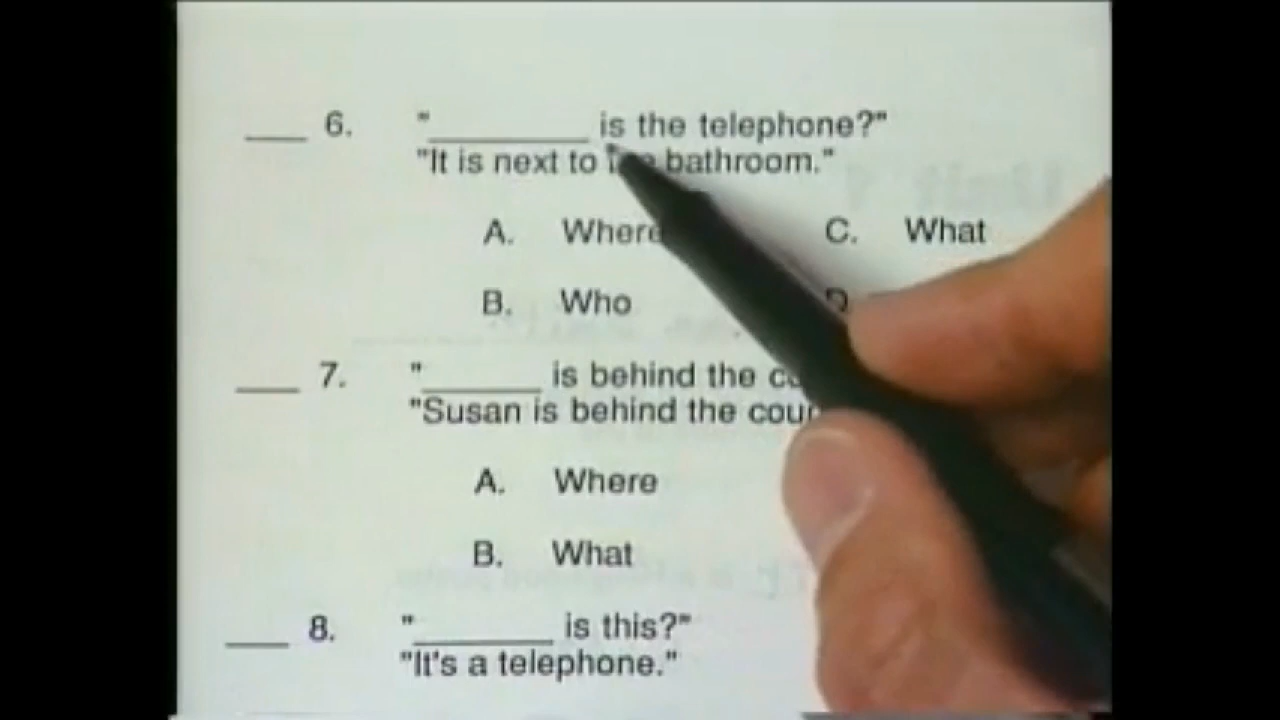 ___ 6. "_________ is the telephone?"
"It is next to bathroom."
A. Where C. What
B. Who D.
___ 7. "_______ is behind the
"Susan is behind the
A. Where
B. What
___ 8. "________ is this?"
"It's a telephone."